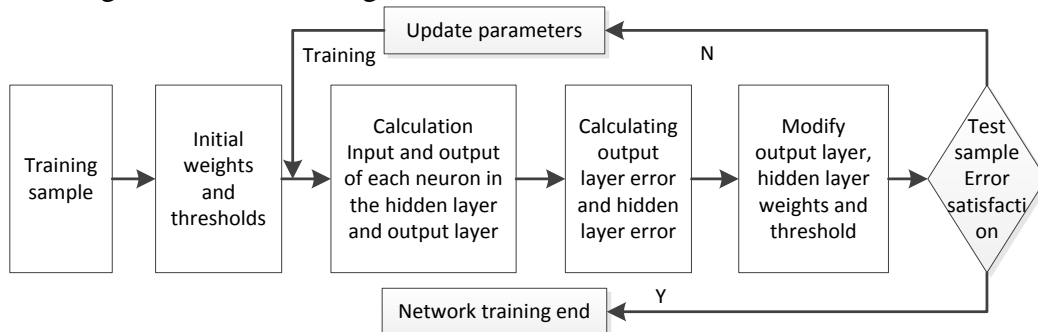 Update parameters
Training
N
Training
sample
Initial
weights
and
thresholds
Calculation
Input and output
of each neuron in
the hidden layer
and output layer
Calculating
output
layer error
and hidden
layer error
Modify
output layer,
hidden layer
weights and
threshold
Test
sample
Error
satisfacti
on
Y
Network training end